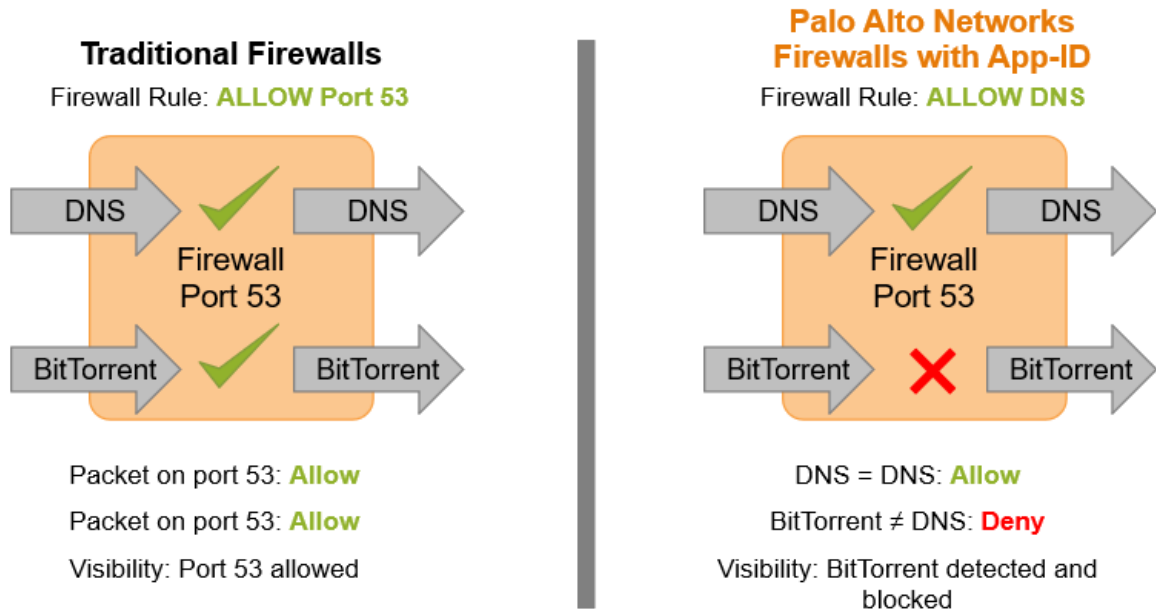 Traditional Firewalls
Firewall Rule: ALLOW Port 53
DNS
DNS
Firewall
Port 53
BitTorrent
BitTorrent
Packet on port 53: Allow
Packet on port 53: Allow
Visibility: Port 53 allowed
Palo Alto Networks
Firewalls with App-ID
Firewall Rule: ALLOW DNS
DNS
DNS
Firewall
Port 53
BitTorrent
BitTorrent
DNS = DNS: Allow
BitTorrent ≠ DNS: Deny
Visibility: BitTorrent detected and
blocked